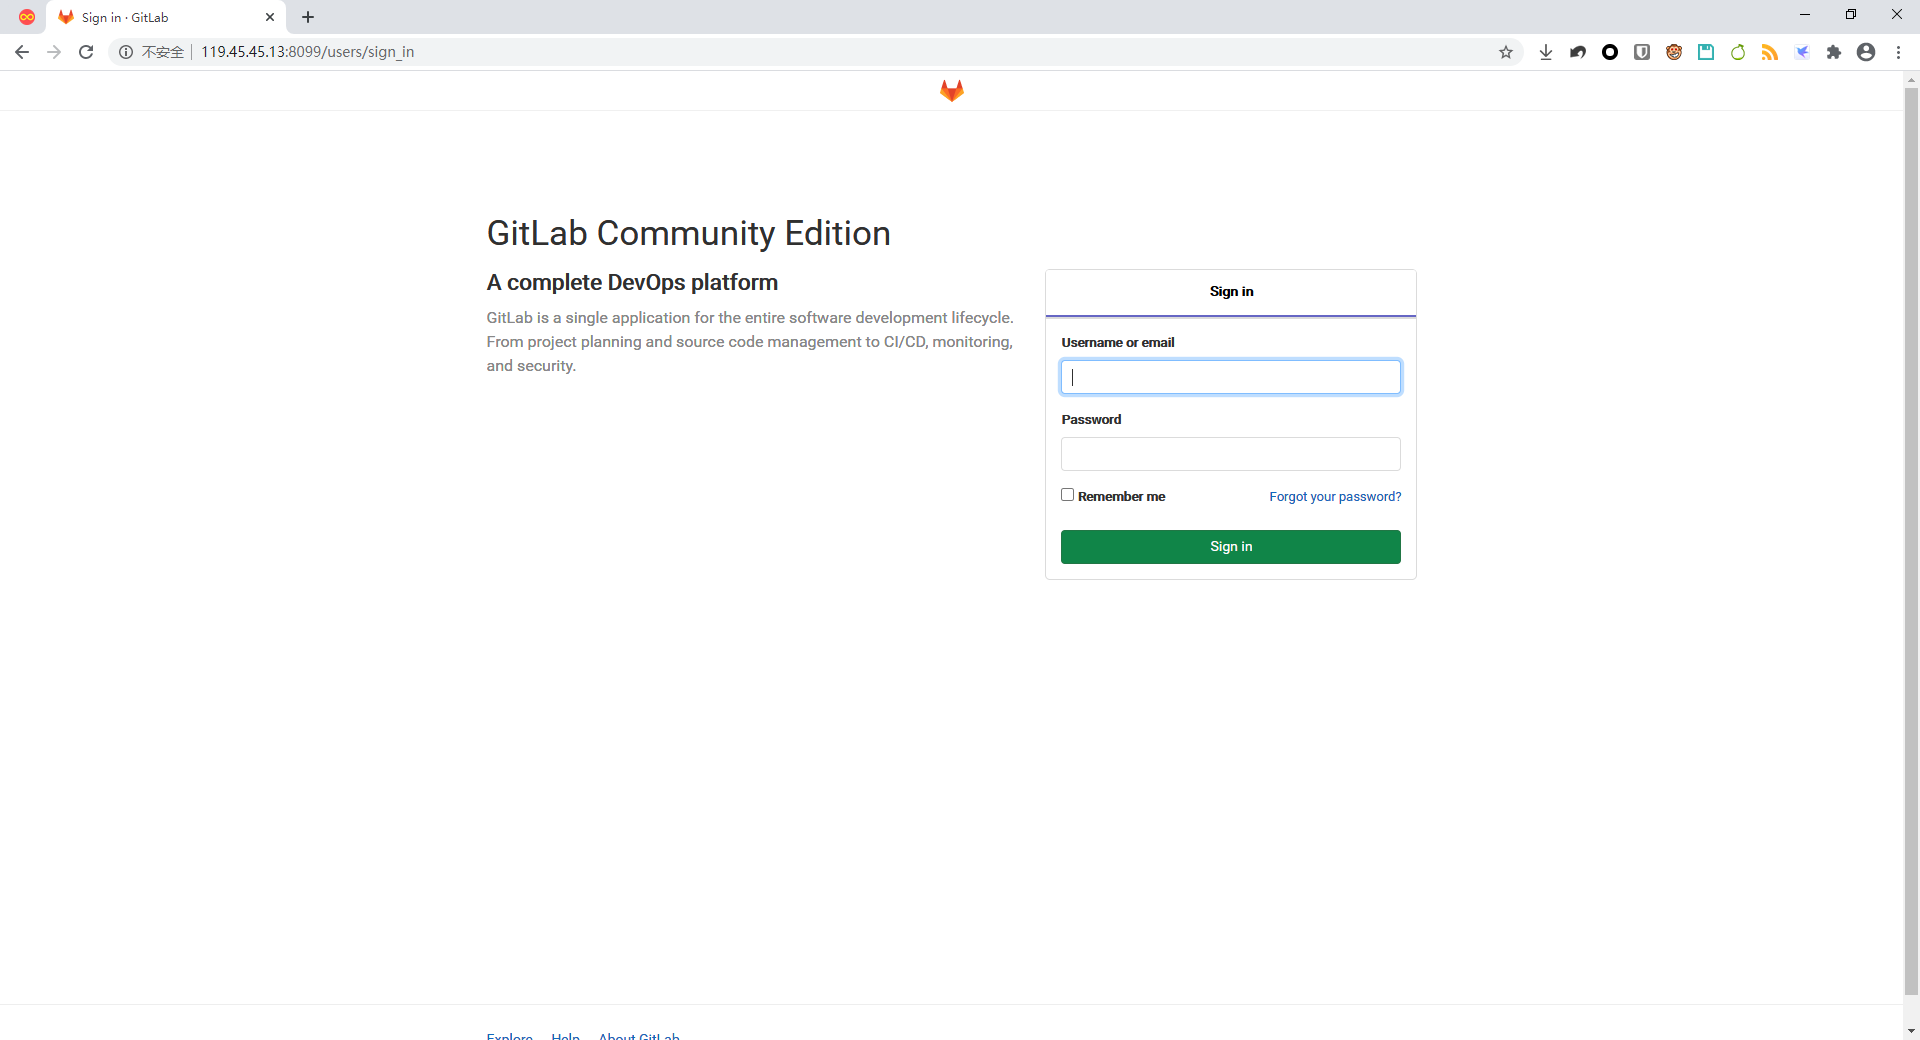 Sign in · GitLab
不安全 119.45.45.13:8099/users/sign_in
GitLab Community Edition
A complete DevOps platform
GitLab is a single application for the entire software development lifecycle.
From project planning and source code management to CI/CD, monitoring,
and security.
Sign in
Username or email
Password
Remember me
Forgot your password?
Sign in
Explore Help About GitLab